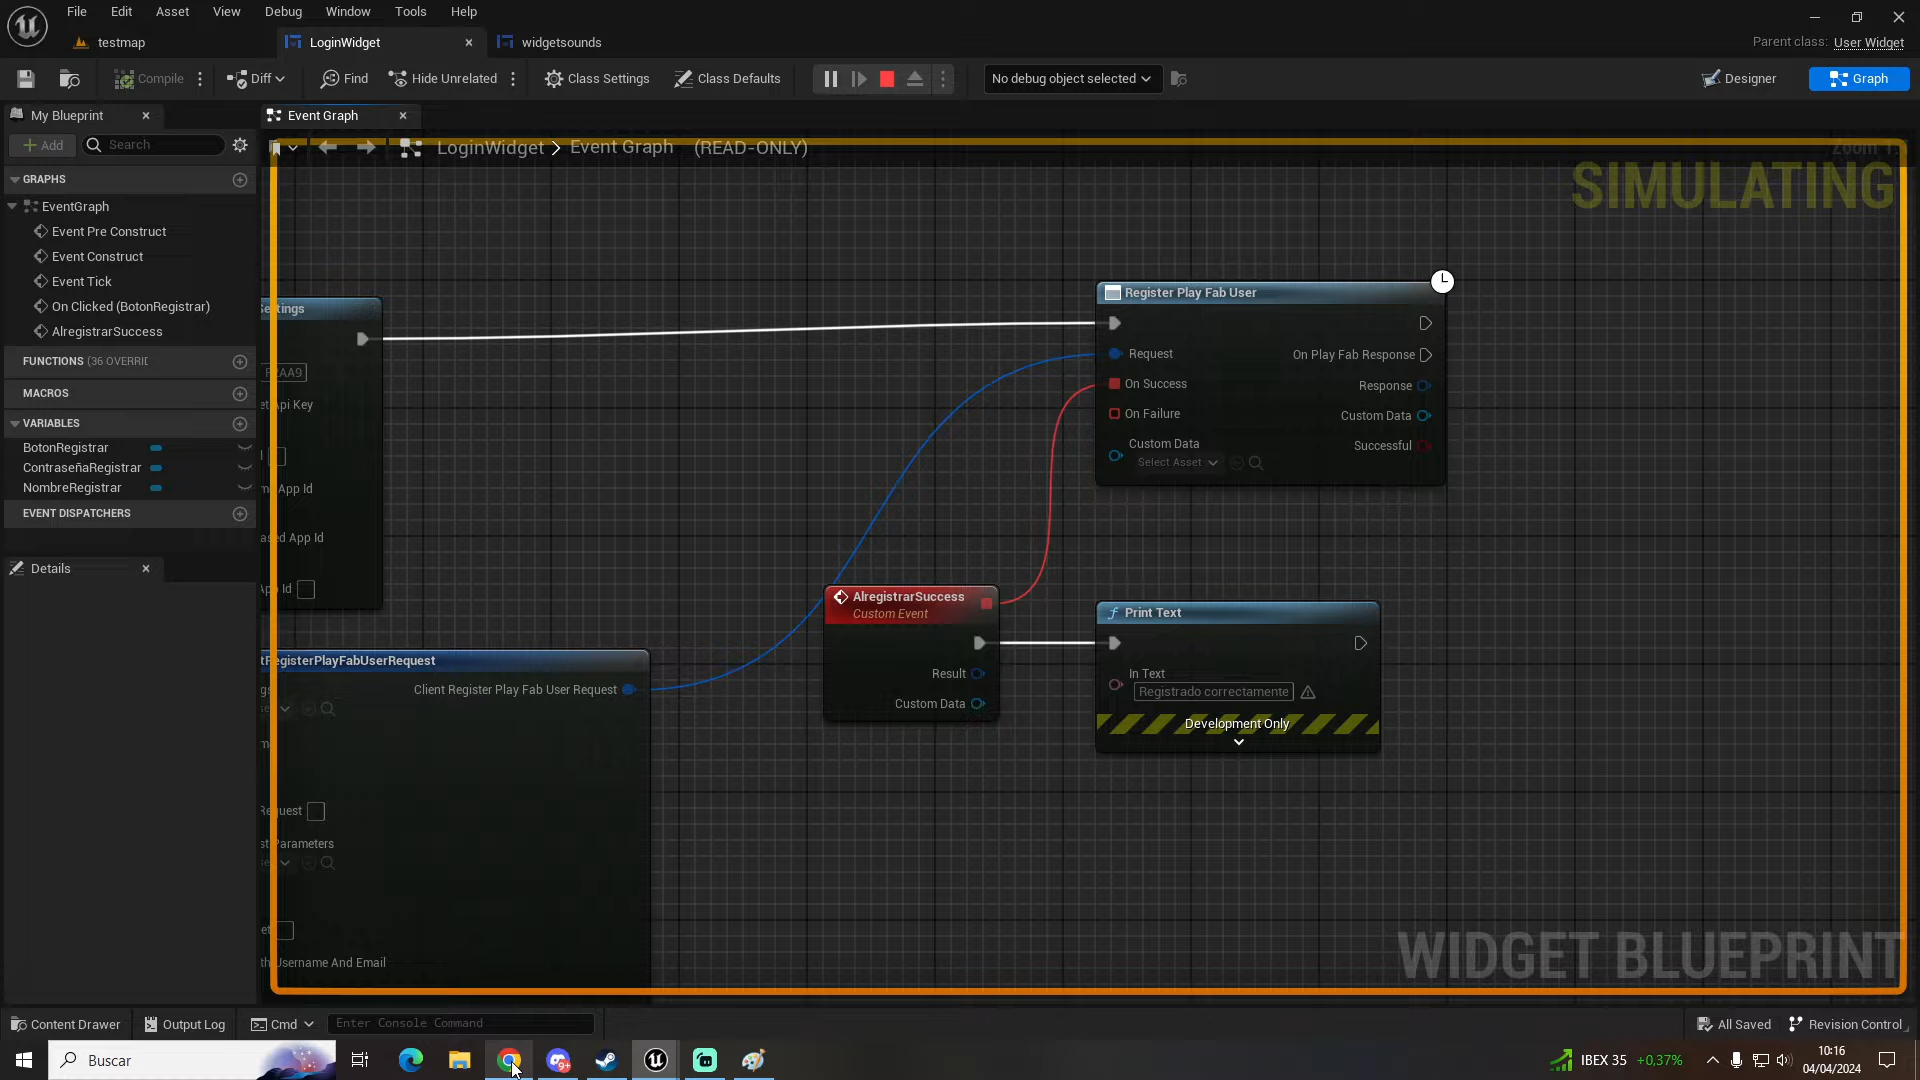 File Edit Asset View Debug Window Tools Help
testmap
LoginWidget
widgetsounds
Parent class: User Widget
Compile
Diff
Find
Hide Unrelated
Class Settings
Class Defaults
No debug object selected
Designer
Graph
My Blueprint
Event Graph
Add
Search
LoginWidget > Event Graph (READ-ONLY)
SIMULATING
GRAPHS
EventGraph
Event Pre Construct
Event Construct
Event Tick
On Clicked (BotonRegistrar)
AlregistrarSuccess
FUNCTIONS (36 OVERRID
MACROS
VARIABLES
BotonRegistrar
ContraseñaRegistrar
NombreRegistrar
EVENT DISPATCHERS
Details
Register Play Fab User
Request
On Play Fab Response
On Success
Response
On Failure
Custom Data
Custom Data
Select Asset
Successful
AlregistrarSuccess
Custom Event
Result
Custom Data
Print Text
In Text
Registrado correctamente
Development Only
tRegisterPlayFabUserRequest
Client Register Play Fab User Request
Request
Parameters
Username And Email
WIDGET BLUEPRINT
Content Drawer
Output Log
Cmd
Enter Console Command
All Saved
Revision Control
Buscar
IBEX 35 +0,37%
10:16
04/04/2024